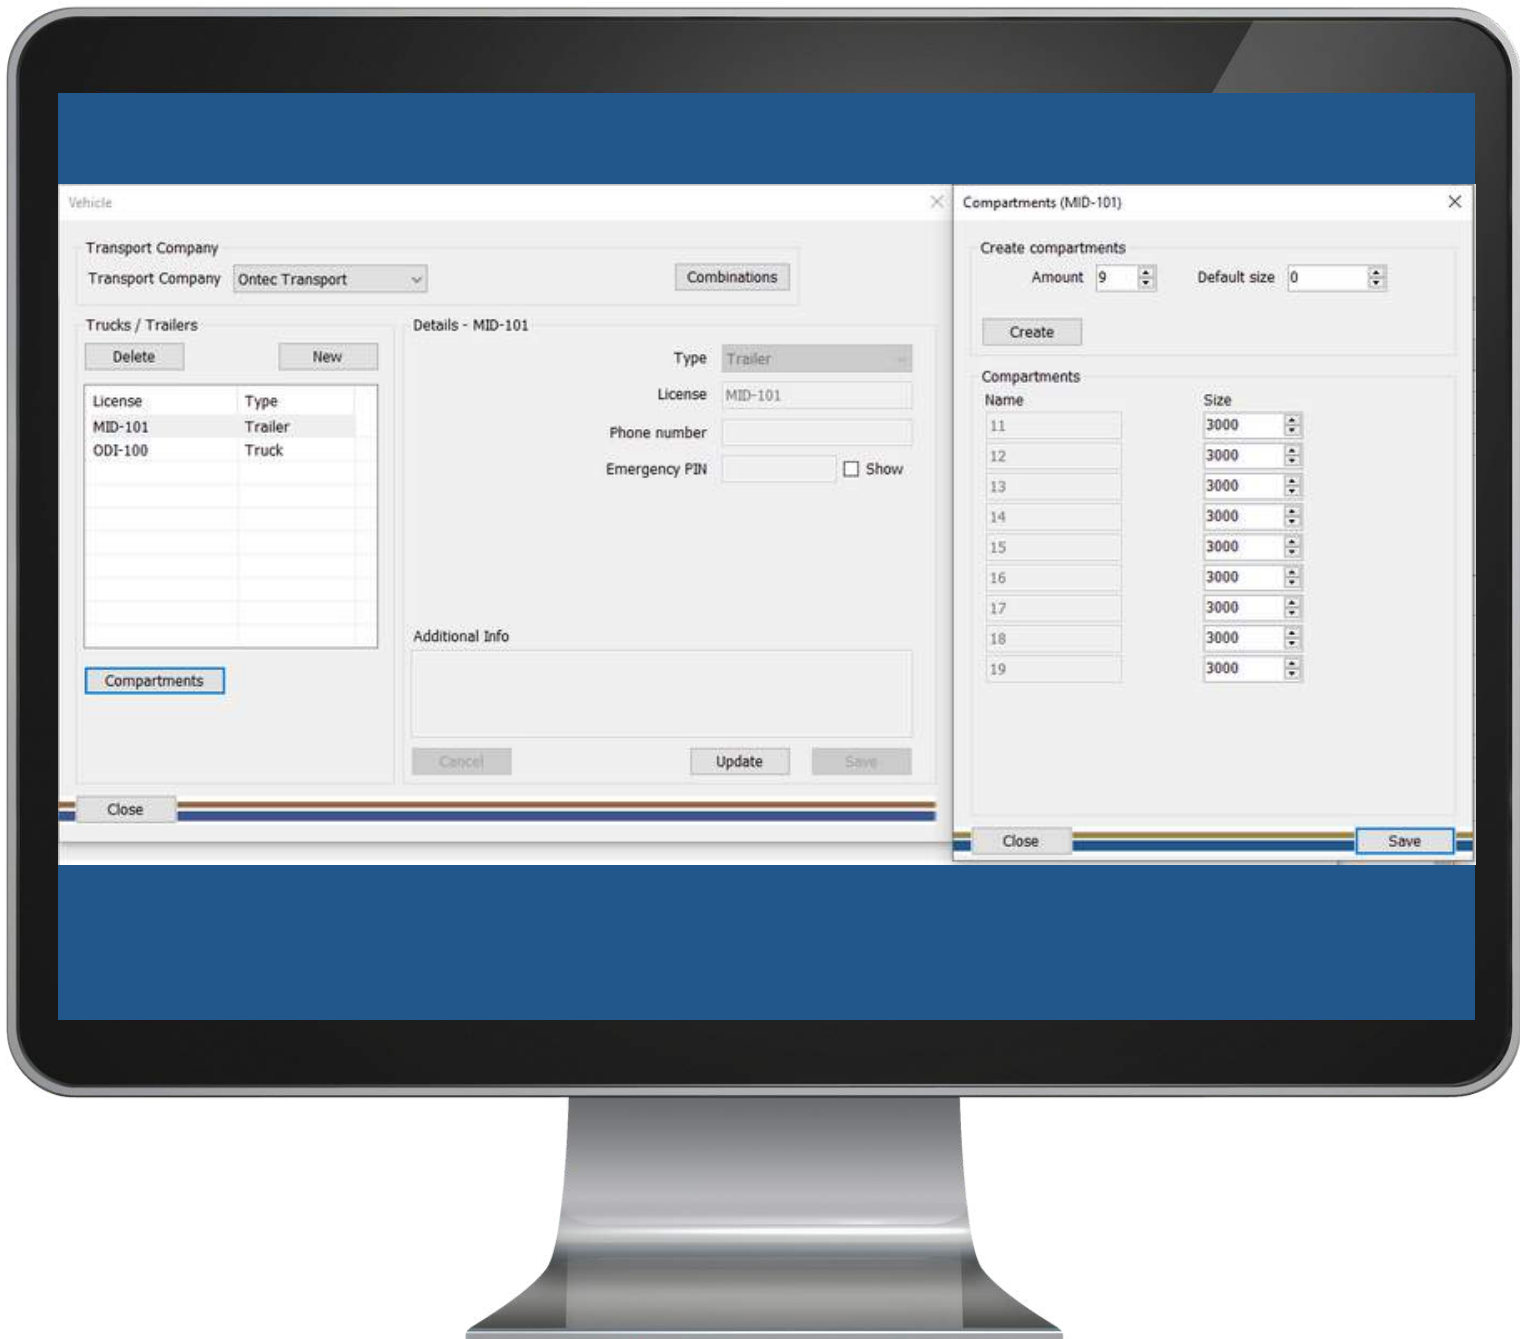 Vehicle
Transport Company
Transport Company Ontec Transport Combinations
Trucks / Trailers
Delete New
License Type
MID-101 Trailer
ODI-100 Truck
Compartments
Details - MID-101
Type Trailer
License MID-101
Phone number
Emergency PIN Show
Additional Info
Cancel Update Save
Close
Compartments (MID-101)
Create compartments
Amount 9 Default size 0
Create
Compartments
Name Size
11 3000
12 3000
13 3000
14 3000
15 3000
16 3000
17 3000
18 3000
19 3000
Close Save